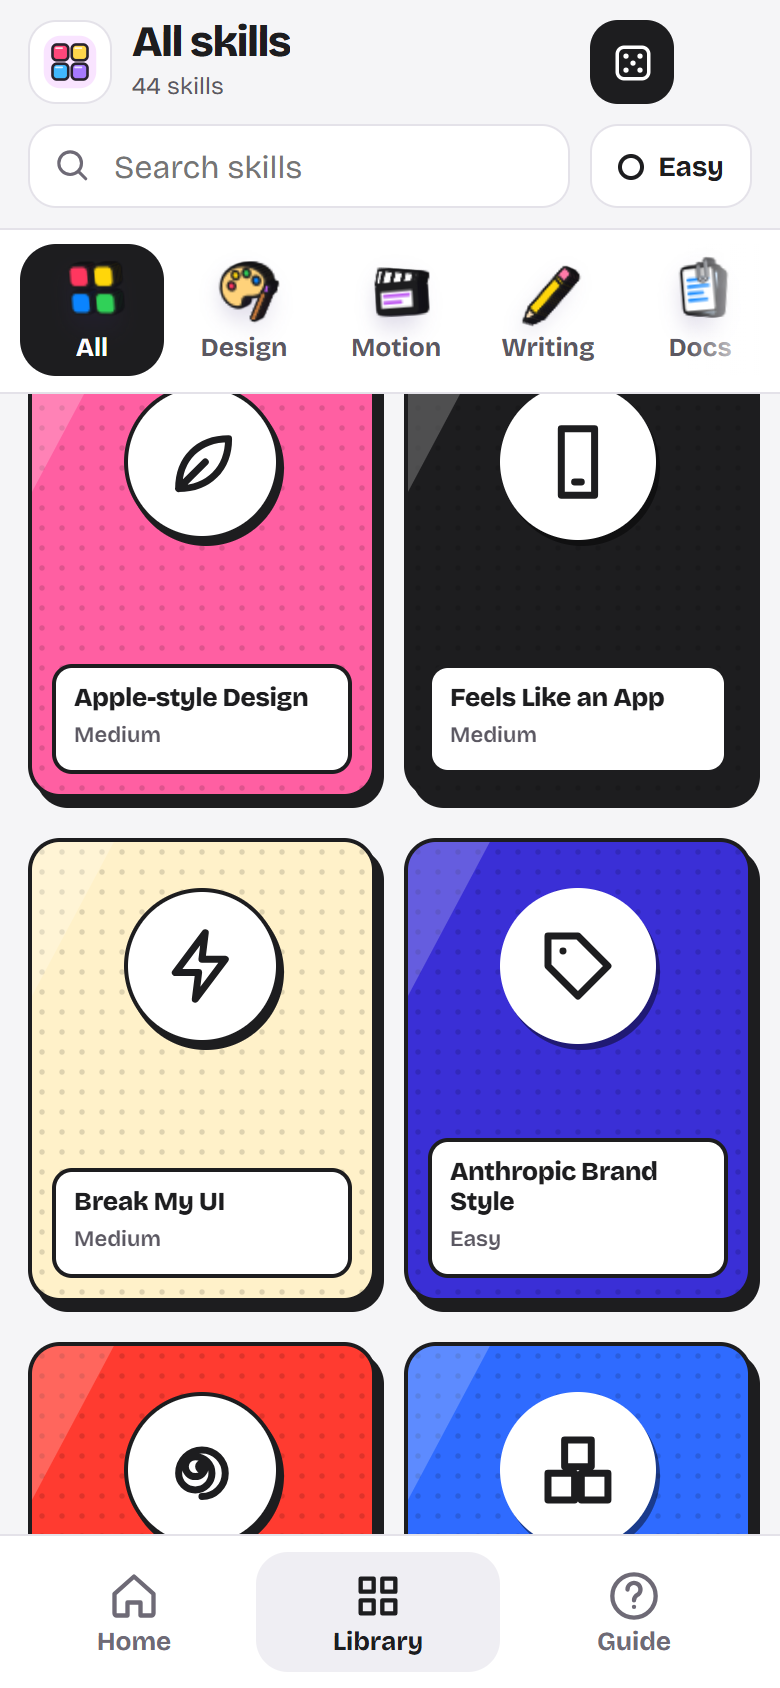 All skills
44 skills
Search skills
Easy
All
Design
Motion
Writing
Docs
Apple-style Design
Medium
Feels Like an App
Medium
Break My UI
Medium
Anthropic Brand
Style
Easy
Home
Library
Guide